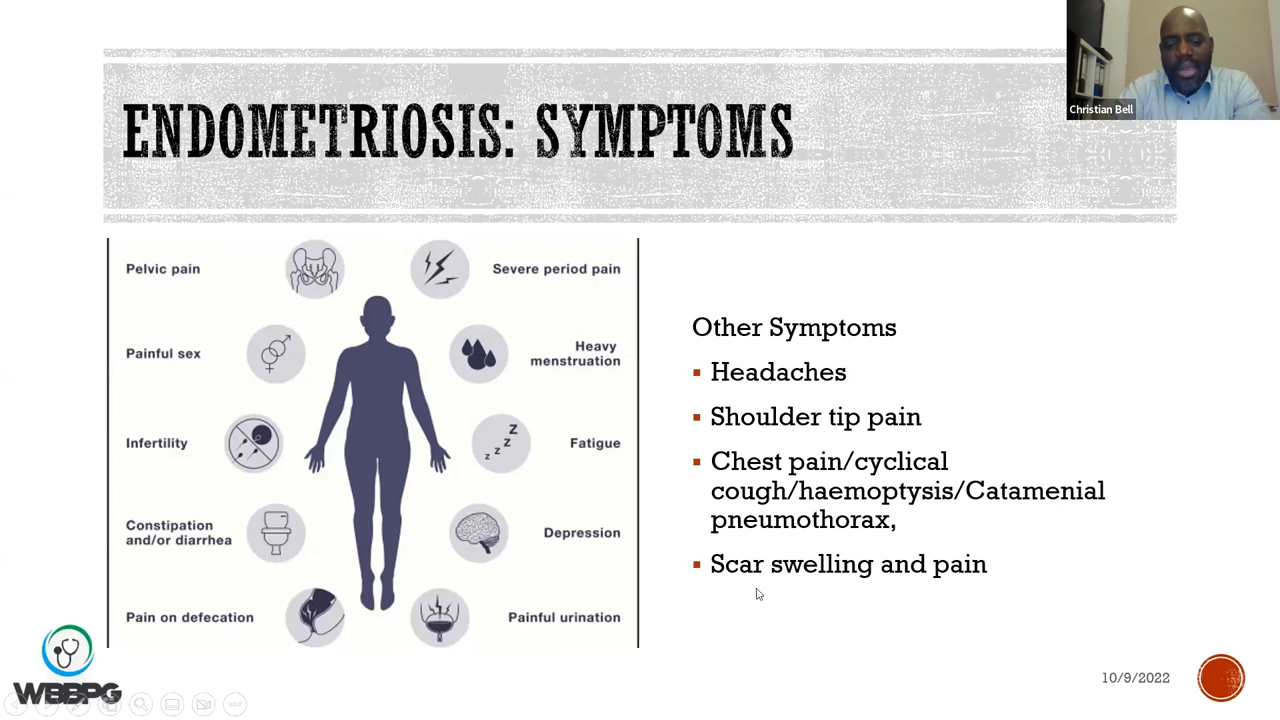 Christian Bell
ENDOMETRIOSIS: SYMPTOMS
Pelvic pain
Severe period pain
Painful sex
Heavy
menstruation
Infertility
z z z Z
Fatigue
Constipation
and/or diarrhea
Depression
Pain on defecation
Painful urination
Other Symptoms
▪ Headaches
▪ Shoulder tip pain
▪ Chest pain/cyclical
cough/haemoptysis/Catamenial
pneumothorax,
▪ Scar swelling and pain
WBBPG
10/9/2022